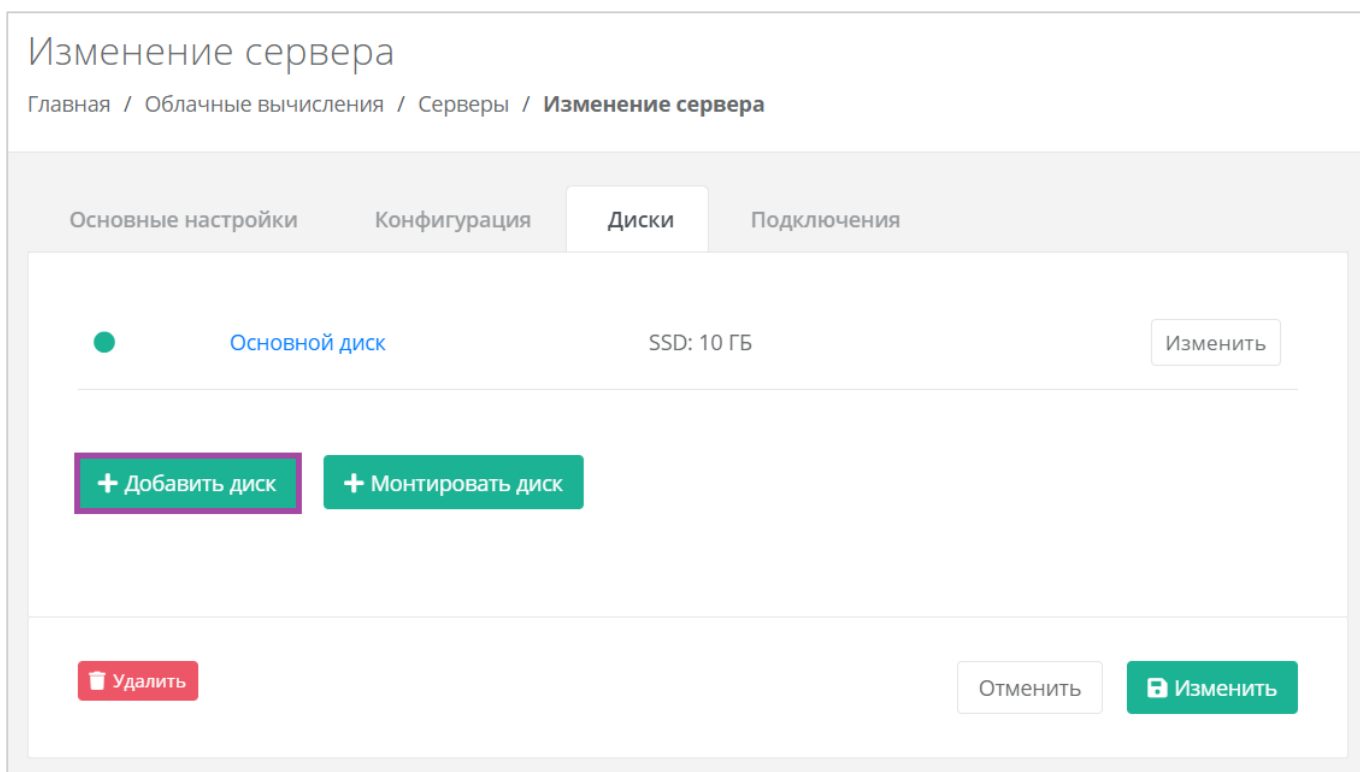 Изменение сервера
Главная / Облачные вычисления / Серверы / Изменение сервера
Основные настройки Конфигурация Диски Подключения
Основной диск SSD: 10 ГБ Изменить
+ Добавить диск + Монтировать диск
Удалить Отменить Изменить